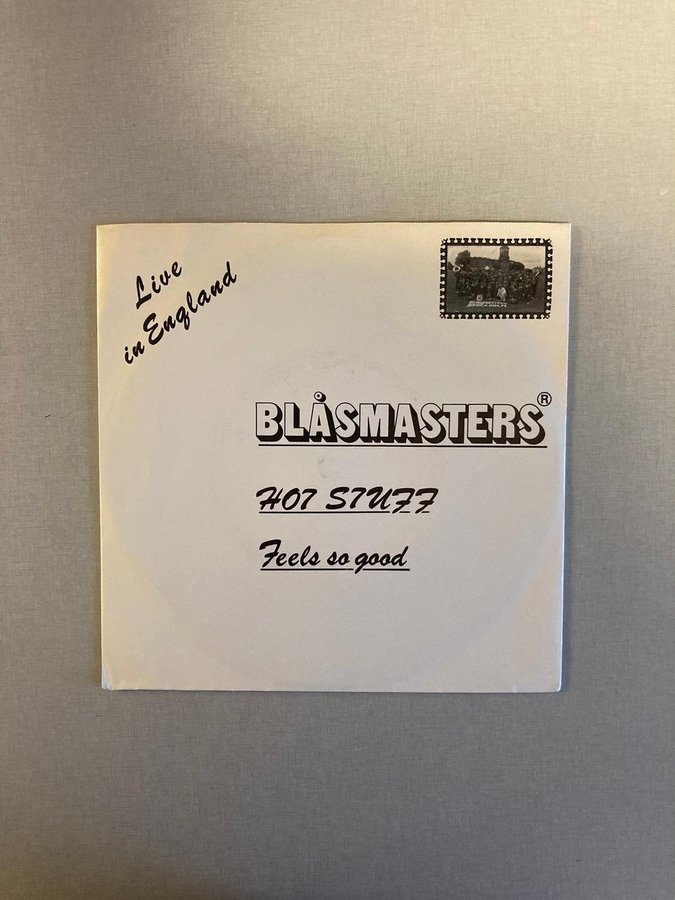 Live
in England
BLÅSMASTERS®
HOT STUFF
Feels so good